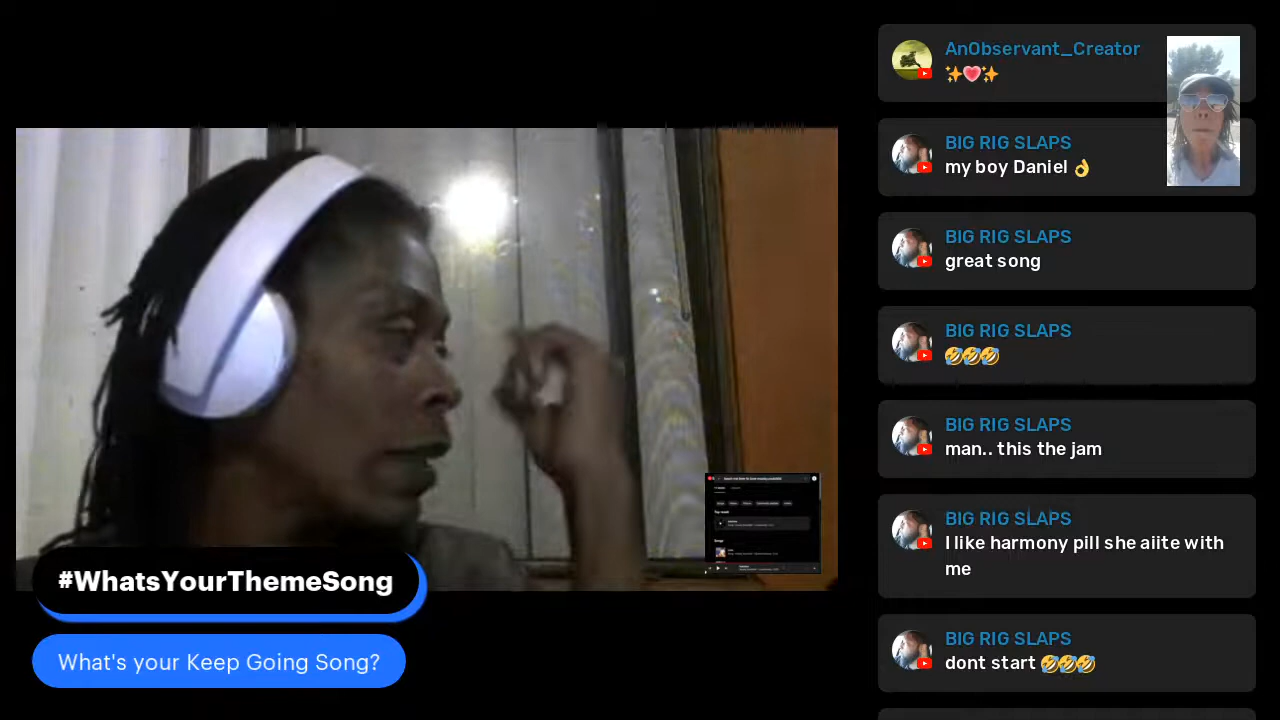 AnObservant_Creator
✨💗✨
BIG RIG SLAPS
my boy Daniel 👌
BIG RIG SLAPS
great song
BIG RIG SLAPS
🤣🤣🤣
BIG RIG SLAPS
man.. this the jam
BIG RIG SLAPS
I like harmony pill she aiite with
me
BIG RIG SLAPS
dont start 🤣🤣🤣
#WhatsYourThemeSong
What's your Keep Going Song?